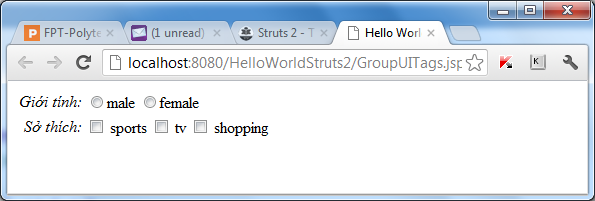 FPT-Polyte
(1 unread)
Struts 2 - T
Hello Worl
localhost:8080/HelloWorldStruts2/GroupUITags.jsp
Giới tính: male female
Sở thích: sports tv shopping